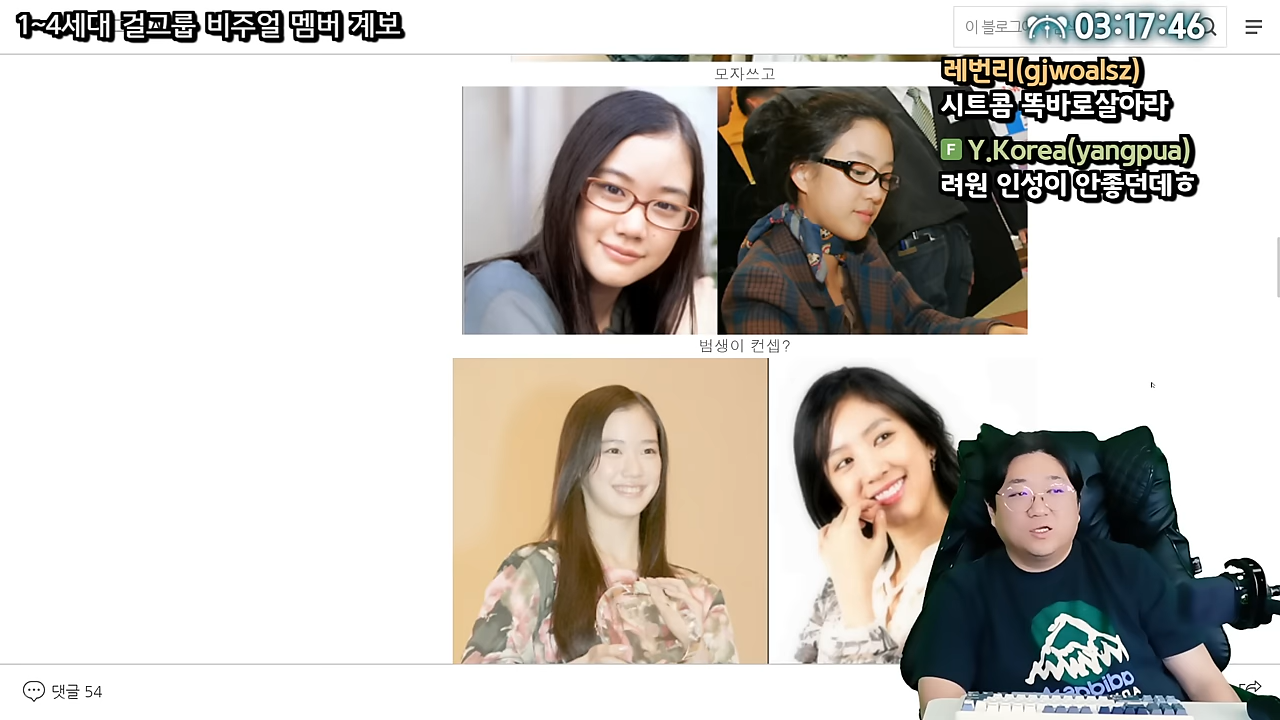 1~4세대 걸그룹 비주얼 멤버 계보
이 블로그
03:17:46
모자쓰고
레번리(gjwoalsz)
시트콤 똑바로살아라
F Y.Korea(yangpua)
려원 인성이 안좋던데ㅎ
범생이 컨셉?
댓글 54